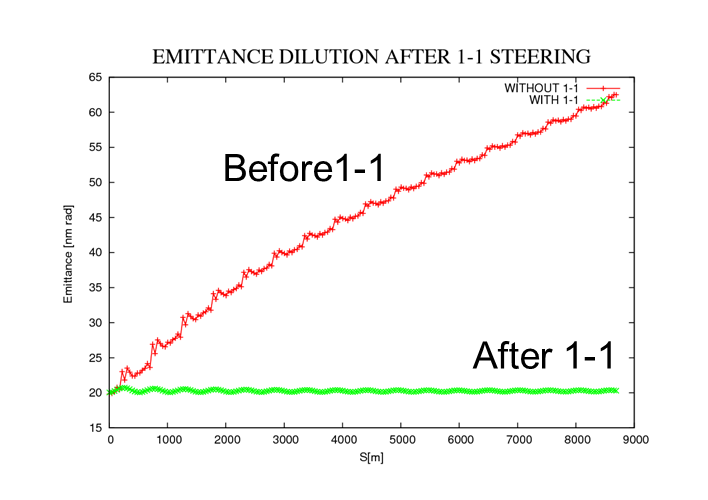 EMITTANCE DILUTION AFTER 1-1 STEERING
65
60
55
50
45
40
35
30
25
20
15
Emittance [nm rad]
WITHOUT 1-1
WITH 1-1
Before1-1
After 1-1
0 1000 2000 3000 4000 5000 6000 7000 8000 9000
S[m]